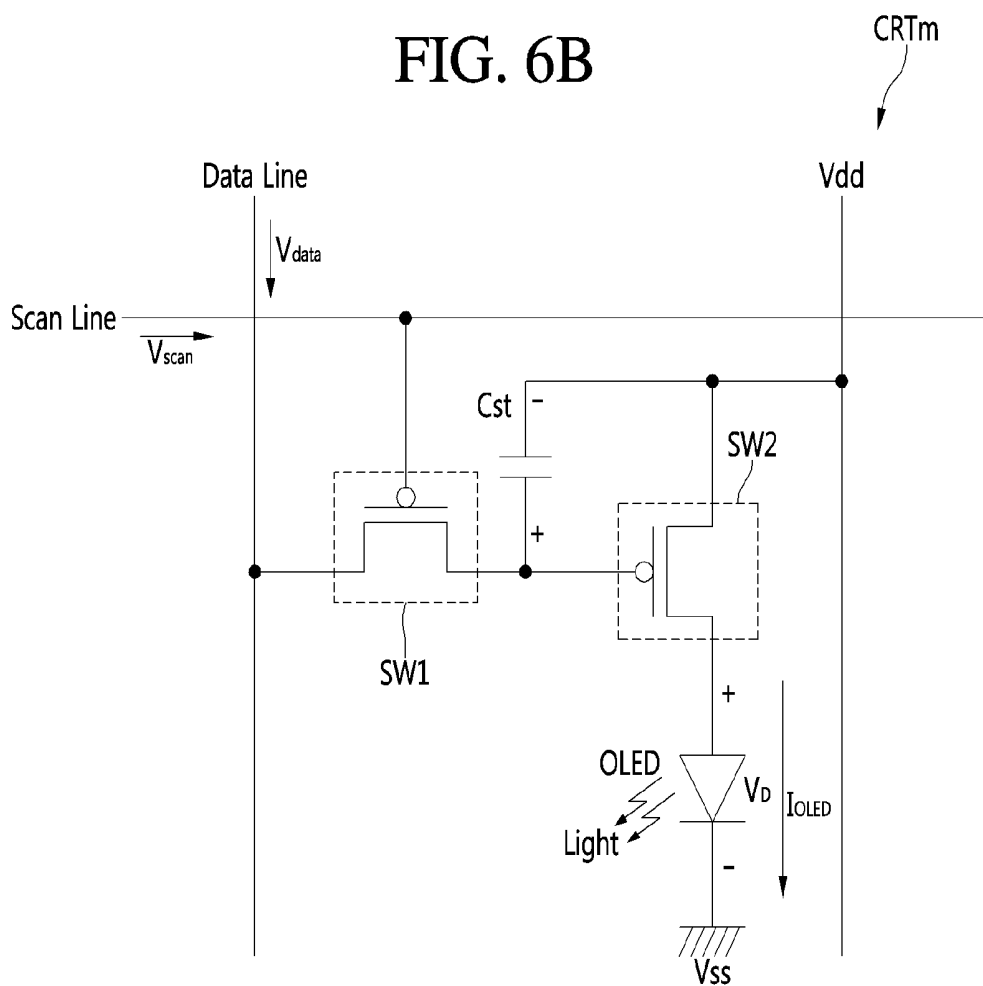 FIG. 6B
CRTm
Data Line
Vdd
Vdata
Scan Line
Vscan
Cst
-
SW2
+
SW1
+
OLED
VD
IOLED
Light
-
Vss